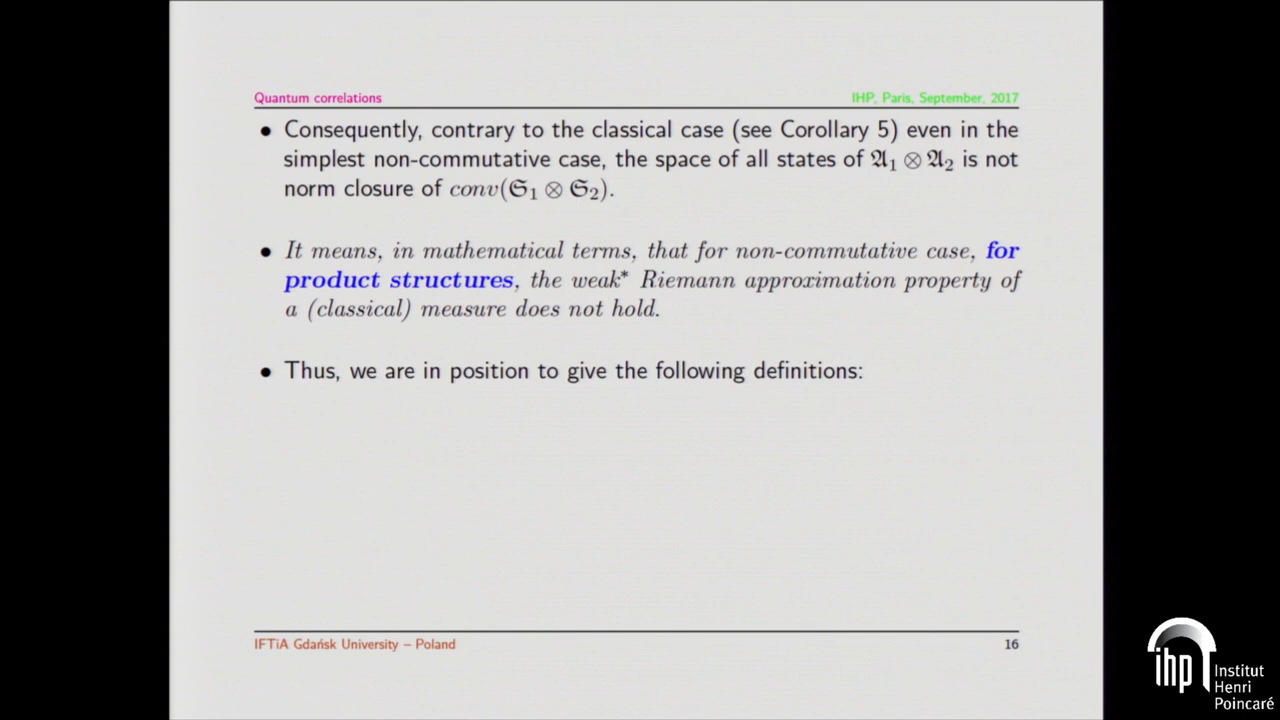 Quantum correlations IHP, Paris, September, 2017
• Consequently, contrary to the classical case (see Corollary 5) even in the
simplest non-commutative case, the space of all states of 𝔄₁ ⊗ 𝔄₂ is not
norm closure of conv(𝔖₁ ⊗ 𝔖₂).
• It means, in mathematical terms, that for non-commutative case, for
product structures, the weak* Riemann approximation property of
a (classical) measure does not hold.
• Thus, we are in position to give the following definitions:
IFTiA Gdańsk University – Poland 16
ihp Institut
Henri
Poincaré